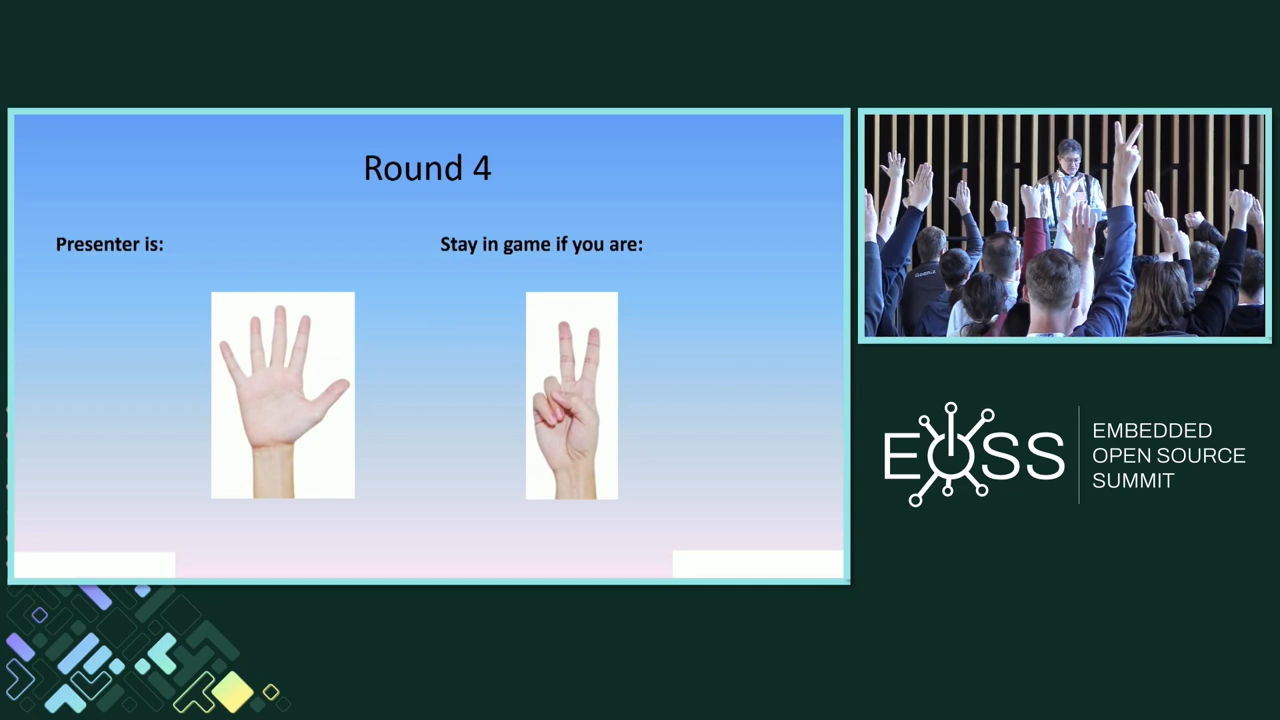 Round 4
Presenter is:
Stay in game if you are:
EOSS
EMBEDDED
OPEN SOURCE
SUMMIT